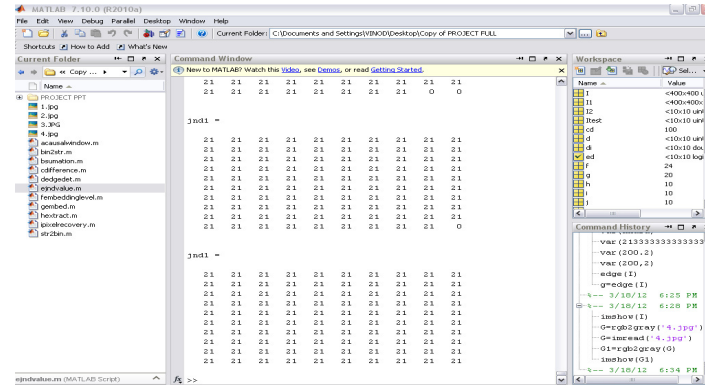 MATLAB 7.10.0 (R2010a)
File Edit View Debug Parallel Desktop Window Help
Current Folder: C:\Documents and Settings\VINOD\Desktop\Copy of PROJECT FULL
Shortcuts How to Add What's New
Current Folder
« Copy ... ▸
Name
PROJECT PPT
1.jpg
2.jpg
3.JPG
4.jpg
acausalwindow.m
bin2str.m
bsumation.m
cdifference.m
dedgedet.m
ejndvalue.m
fembeddinglevel.m
gembed.m
hextract.m
ipixelrecovery.m
str2bin.m
ejndvalue.m (MATLAB Script)
Command Window
New to MATLAB? Watch this Video, see Demos, or read Getting Started.
21 21 21 21 21 21 21 21 21 21
21 21 21 21 21 21 21 21 0 0
jnd1 =
21 21 21 21 21 21 21 21 21 21
21 21 21 21 21 21 21 21 21 21
21 21 21 21 21 21 21 21 21 21
21 21 21 21 21 21 21 21 21 21
21 21 21 21 21 21 21 21 21 21
21 21 21 21 21 21 21 21 21 21
21 21 21 21 21 21 21 21 21 21
21 21 21 21 21 21 21 21 21 21
21 21 21 21 21 21 21 21 21 21
21 21 21 21 21 21 21 21 21 0
jnd1 =
21 21 21 21 21 21 21 21 21 21
21 21 21 21 21 21 21 21 21 21
21 21 21 21 21 21 21 21 21 21
21 21 21 21 21 21 21 21 21 21
21 21 21 21 21 21 21 21 21 21
21 21 21 21 21 21 21 21 21 21
21 21 21 21 21 21 21 21 21 21
21 21 21 21 21 21 21 21 21 21
21 21 21 21 21 21 21 21 21 21
21 21 21 21 21 21 21 21 21 21
fx >>
Workspace
Sel...
Name Value
I <400x400 u
I1 <400x400
I2 <10x10 uint
Itest <10x10 uint
cd 100
d <10x10 uint
di <10x10 dou
ed <10x10 logi
f 24
g 20
h 10
i 10
j 10
Command History
var(213333333333333
var(200.2)
var(200,2)
edge(I)
g=edge(I)
%-- 3/18/12 6:25 PM
%-- 3/18/12 6:28 PM
imshow(I)
G=rgb2gray('4.jpg')
G=imread('4.jpg')
G1=rgb2gray(G)
imshow(G1)
%-- 3/18/12 6:34 PM